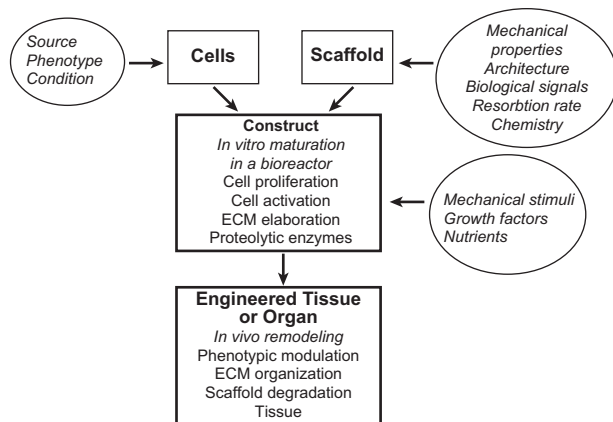 Source
Phenotype
Condition
Cells
Scaffold
Mechanical
properties
Architecture
Biological signals
Resorbtion rate
Chemistry
Construct
In vitro maturation
in a bioreactor
Cell proliferation
Cell activation
ECM elaboration
Proteolytic enzymes
Mechanical stimuli
Growth factors
Nutrients
Engineered Tissue
or Organ
In vivo remodeling
Phenotypic modulation
ECM organization
Scaffold degradation
Tissue